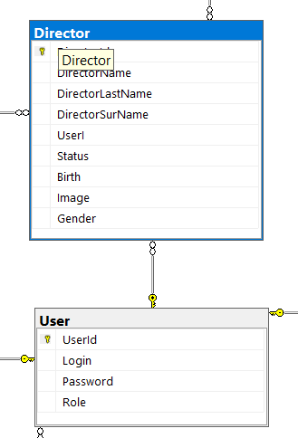 Director
Director
DirectorName
DirectorLastName
DirectorSurName
UserI
Status
Birth
Image
Gender
User
UserId
Login
Password
Role